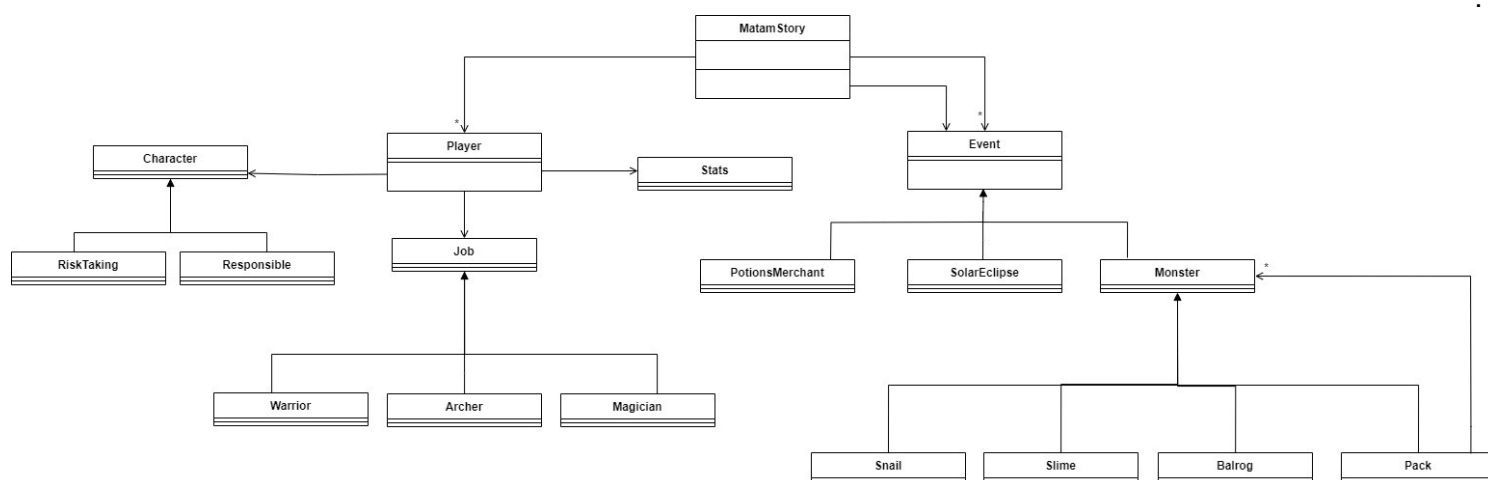 MatamStory
*
*
Player
Event
Character
Stats
Job
RiskTaking
Responsible
PotionsMerchant
SolarEclipse
Monster
*
Warrior
Archer
Magician
Snail
Slime
Balrog
Pack